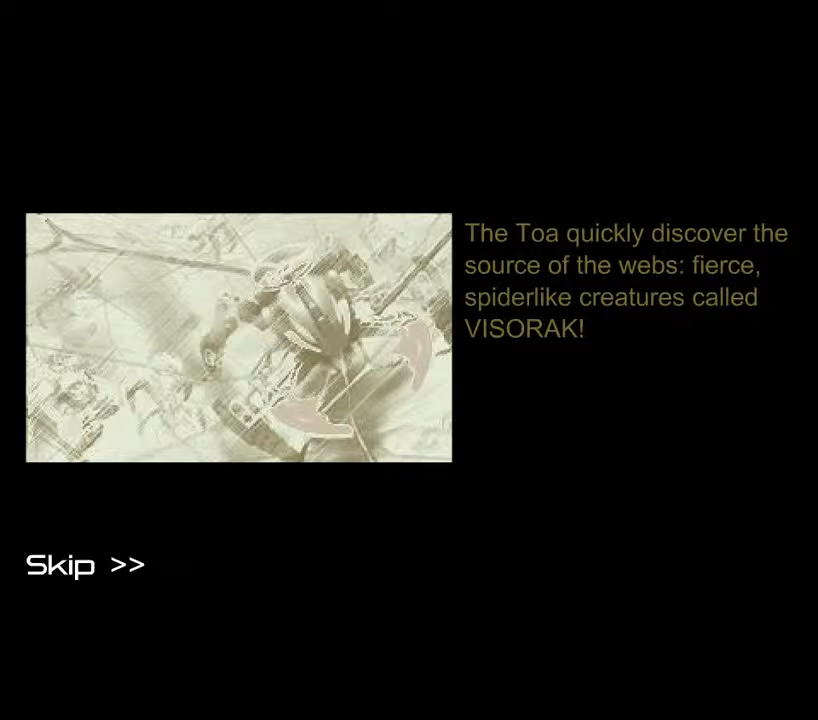 The Toa quickly discover the
source of the webs: fierce,
spiderlike creatures called
VISORAK!
Skip >>